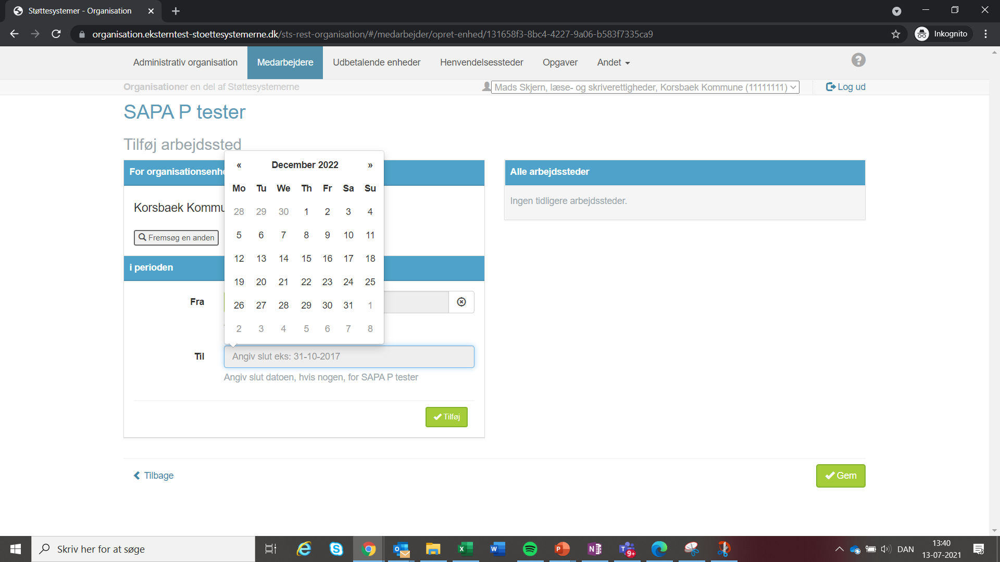 Støttesystemer - Organisation
organisation.eksterntest-stoettesystemerne.dk/sts-rest-organisation/#/medarbejder/opret-enhed/131658f3-8bc4-4227-9a06-b583f7335ca9
Inkognito
Administrativ organisation Medarbejdere Udbetalende enheder Henvendelsessteder Opgaver Andet
Organisationer en del af Støttesystemerne
Mads Skjern, læse- og skriverettigheder, Korsbaek Kommune (11111111)
Log ud
SAPA P tester
Tilføj arbejdssted
For organisationsenhe
Korsbaek Kommu
Fremsøg en anden
« December 2022 »
Mo Tu We Th Fr Sa Su
28 29 30 1 2 3 4
5 6 7 8 9 10 11
12 13 14 15 16 17 18
19 20 21 22 23 24 25
26 27 28 29 30 31 1
2 3 4 5 6 7 8
i perioden
Fra
Til
Angiv slut eks: 31-10-2017
Angiv slut datoen, hvis nogen, for SAPA P tester
Tilføj
Alle arbejdssteder
Ingen tidligere arbejdssteder.
Tilbage
Gem
Skriv her for at søge
9+
DAN
13:40
13-07-2021